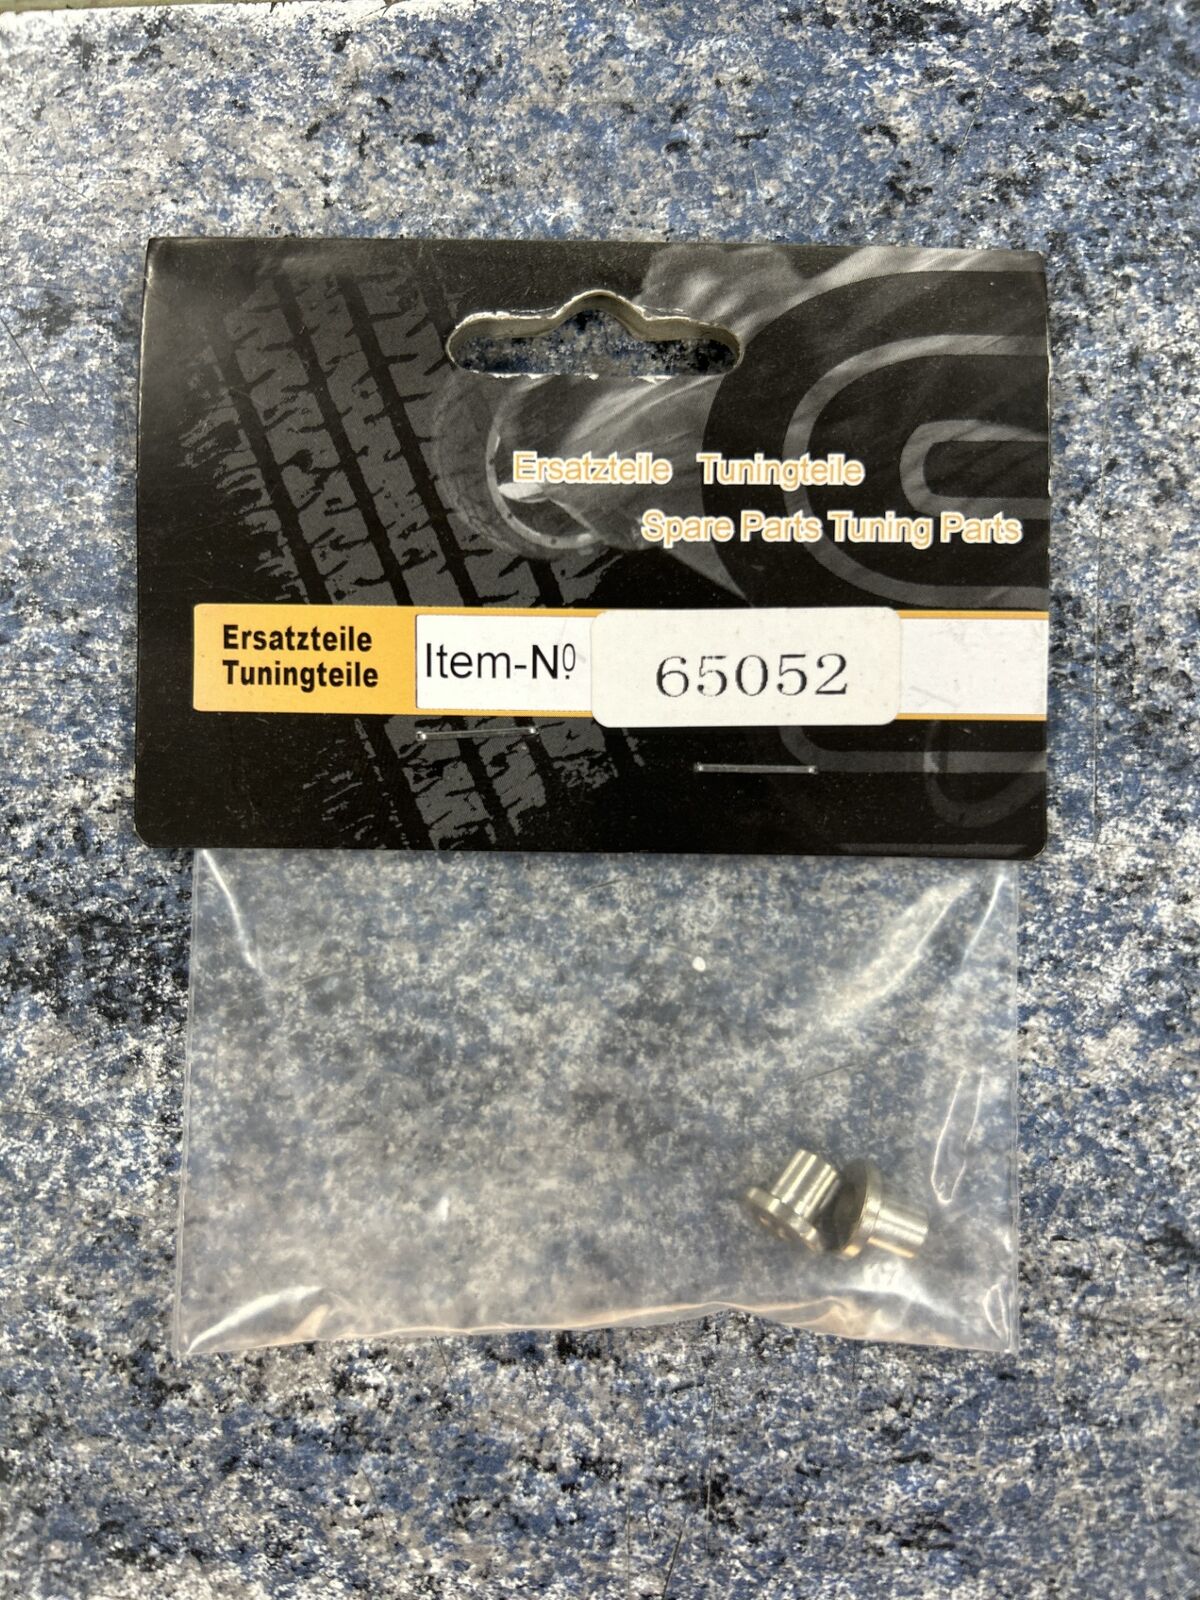 Ersatzteile Tuningteile
Spare Parts Tuning Parts
Ersatzteile
Tuningteile
Item-Nº.
65052